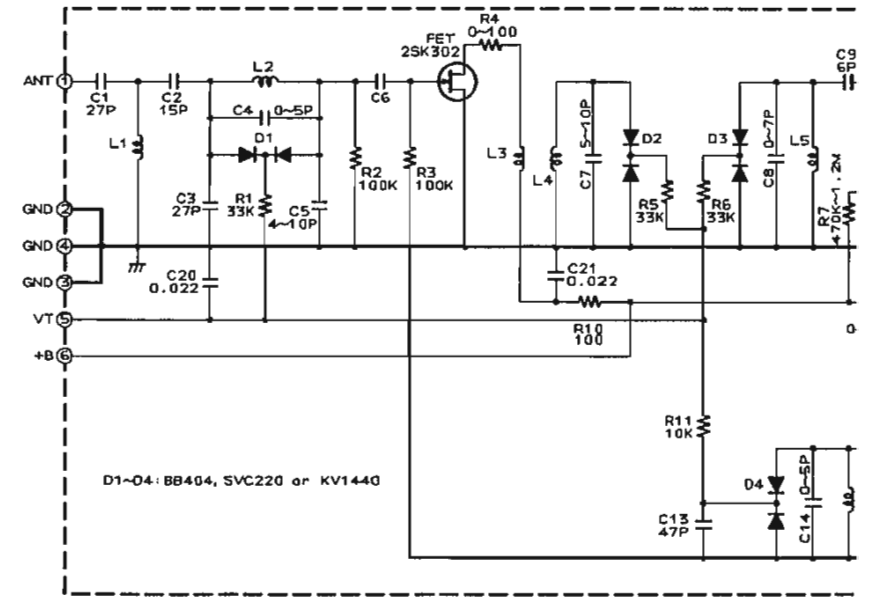 R4
0~100
FET
2SK302
C9
6P
ANT 1
C1
27P
C2
15P
L2
C4 0~5P
D1
C6
L1
R2
100K
R3
100K
C3
27P
R1
33K
C5
4~10P
L3
L4
C7 5~10P
D2
D3
C8 0~7P
L5
R5
33K
R6
33K
R7
470K~1.2M
GND 2
GND 4
GND 3
C20
0.022
C21
0.022
VT 5
R10
100
0-
+B 6
R11
10K
D1~D4: BB404, SVC220 or KV1440
D4
C14 0~5P
C13
47P